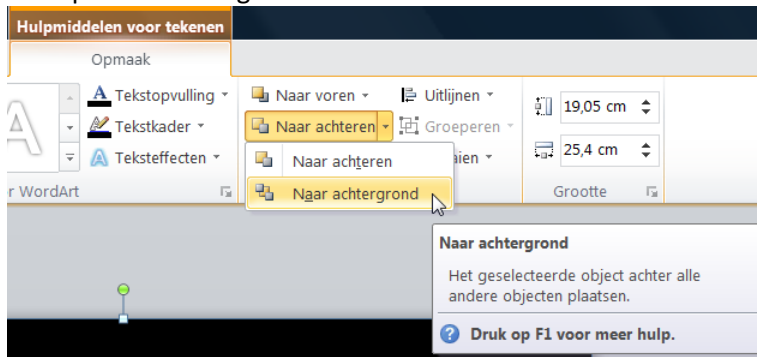 Hulpmiddelen voor tekenen
Opmaak
Tekstopvulling
Tekstkader
Teksteffecten
r WordArt
Naar voren
Naar achteren
Uitlijnen
Groeperen
aien
Naar achteren
Naar achtergrond
19,05 cm
25,4 cm
Grootte
Naar achtergrond
Het geselecteerde object achter alle
andere objecten plaatsen.
Druk op F1 voor meer hulp.